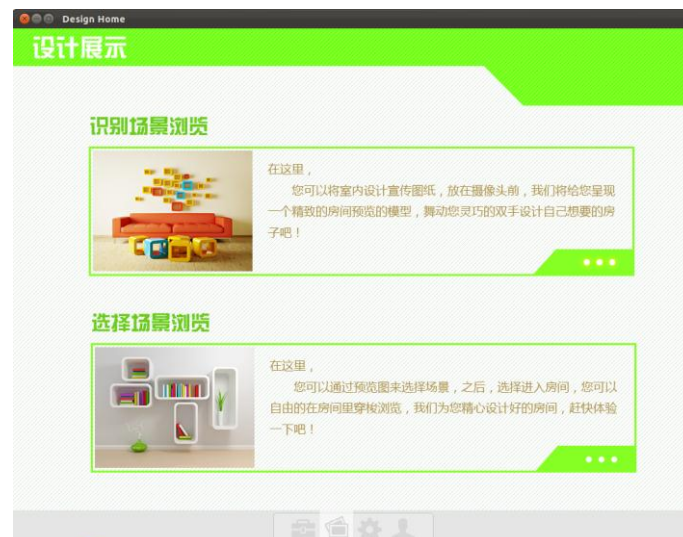 Design Home
设计展示
识别场景浏览
在这里，
您可以将室内设计宣传图纸，放在摄像头前，我们将给您呈现
一个精致的房间预览的模型，舞动您灵巧的双手设计自己想要的房
子吧！
选择场景浏览
在这里，
您可以通过预览图来选择场景，之后，选择进入房间，您可以
自由的在房间里穿梭浏览，我们为您精心设计好的房间，赶快体验
一下吧！